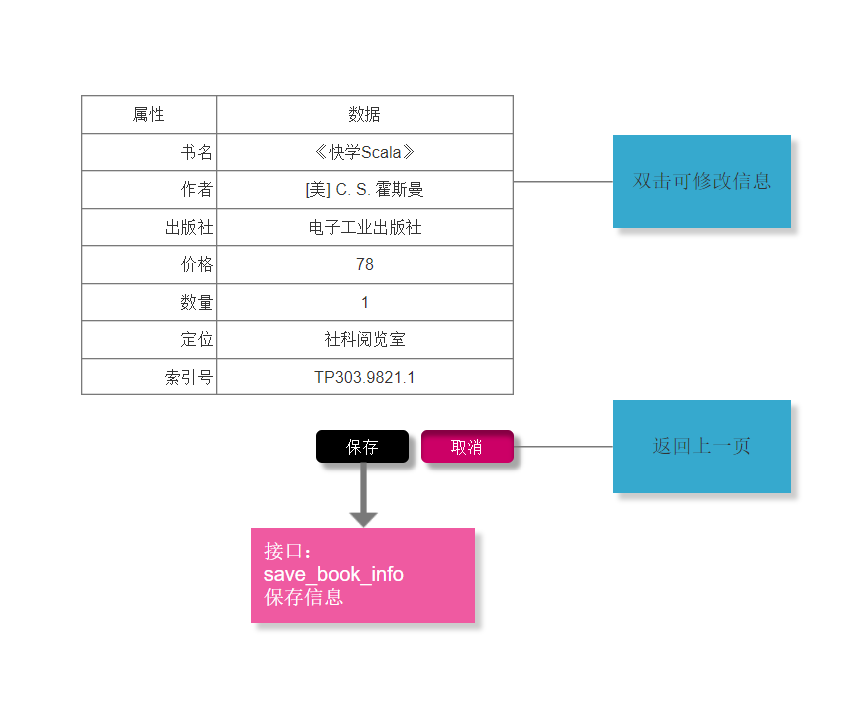 属性 数据
书名 《快学Scala》
作者 [美] C. S. 霍斯曼
出版社 电子工业出版社
价格 78
数量 1
定位 社科阅览室
索引号 TP303.9821.1
双击可修改信息
保存 取消
返回上一页
接口：
save_book_info
保存信息